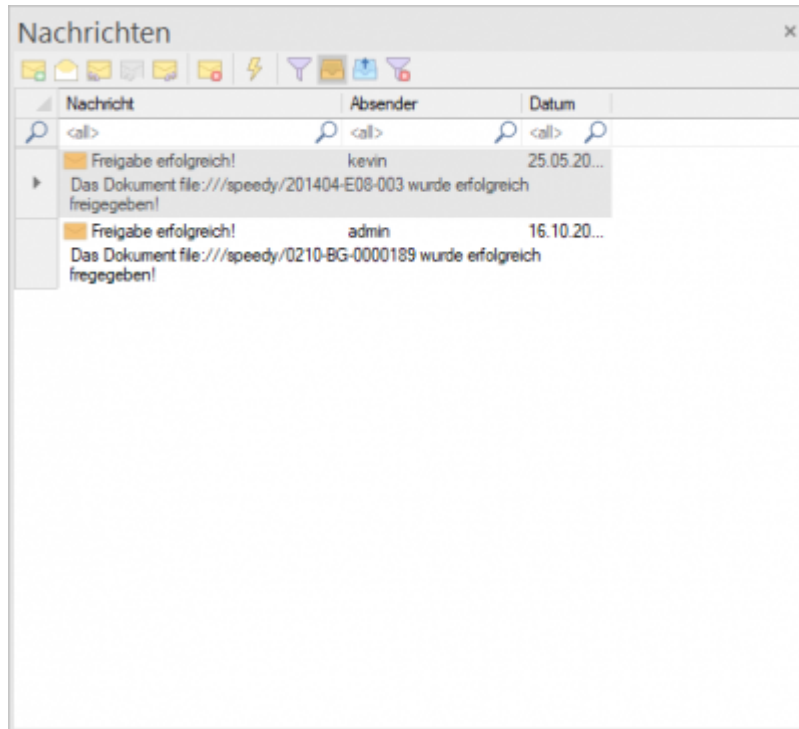 Nachrichten
Nachricht Absender Datum
<all> <all> <all>
Freigabe erfolgreich! kevin 25.05.20...
Das Dokument file:///speedy/201404-E08-003 wurde erfolgreich
freigegeben!
Freigabe erfolgreich! admin 16.10.20...
Das Dokument file:///speedy/0210-BG-0000189 wurde erfolgreich
fregegeben!